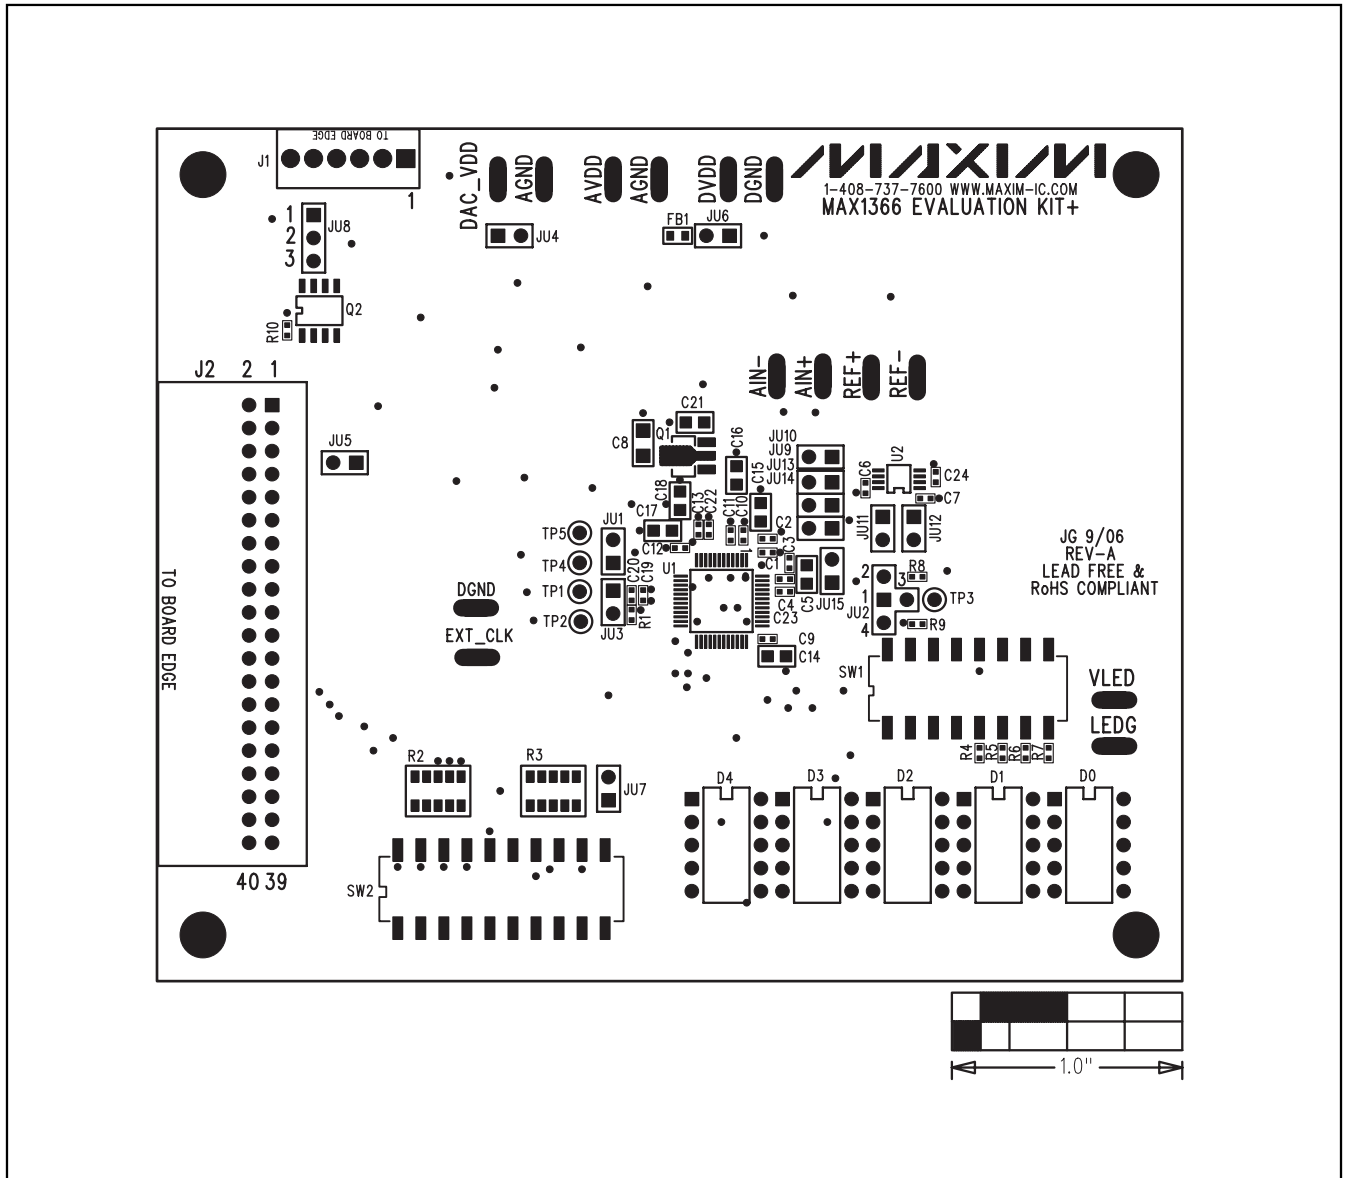 TO BOARD EDGE
J1
1
DAC_VDD
AGND
AVDD
AGND
DVDD
DGND
MAXIM
1-408-737-7600 WWW.MAXIM-IC.COM
MAX1366 EVALUATION KIT+
1
2
3
JU8
JU4
FB1
JU6
Q2
R10
J2
2
1
AIN-
AIN+
REF+
REF-
JU5
C21
C8
Q1
C16
C15
JU10
JU9
JU13
JU14
C6
U2
C24
C7
C18
C17
C13
C22
C11
C10
C12
C2
C3
C1
JU11
JU12
TP5
JU1
TP4
TP1
TP2
JU3
C20
C19
R1
U1
1
C4
C5
JU15
C23
C9
C14
2
3
1
JU2
4
R8
TP3
R9
JG 9/06
REV-A
LEAD FREE &
RoHS COMPLIANT
DGND
EXT_CLK
TO BOARD EDGE
SW1
VLED
LEDG
R4
R5
R6
R7
R2
R3
JU7
D4
D3
D2
D1
D0
40
39
SW2
1.0"